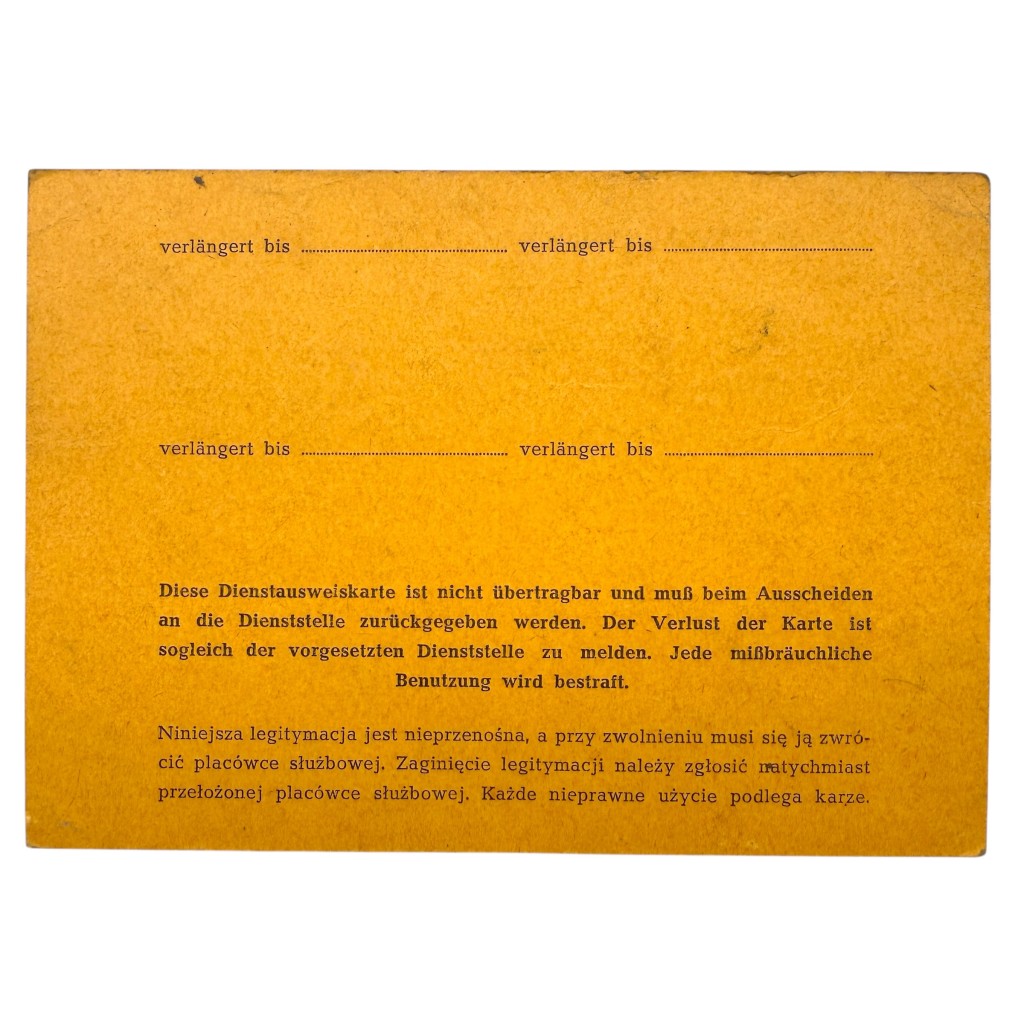 verlängert bis ........................ verlängert bis ........................
verlängert bis ........................ verlängert bis ........................
Diese Dienstausweiskarte ist nicht übertragbar und muß beim Ausscheiden
an die Dienststelle zurückgegeben werden. Der Verlust der Karte ist
sogleich der vorgesetzten Dienststelle zu melden. Jede mißbräuchliche
Benutzung wird bestraft.
Niniejsza legitymacja jest nieprzenośna, a przy zwolnieniu musi się ją zwró-
cić placówce służbowej. Zaginięcie legitymacji należy zgłosić natychmiast
przełożonej placówce służbowej. Każde nieprawne użycie podlega karze.